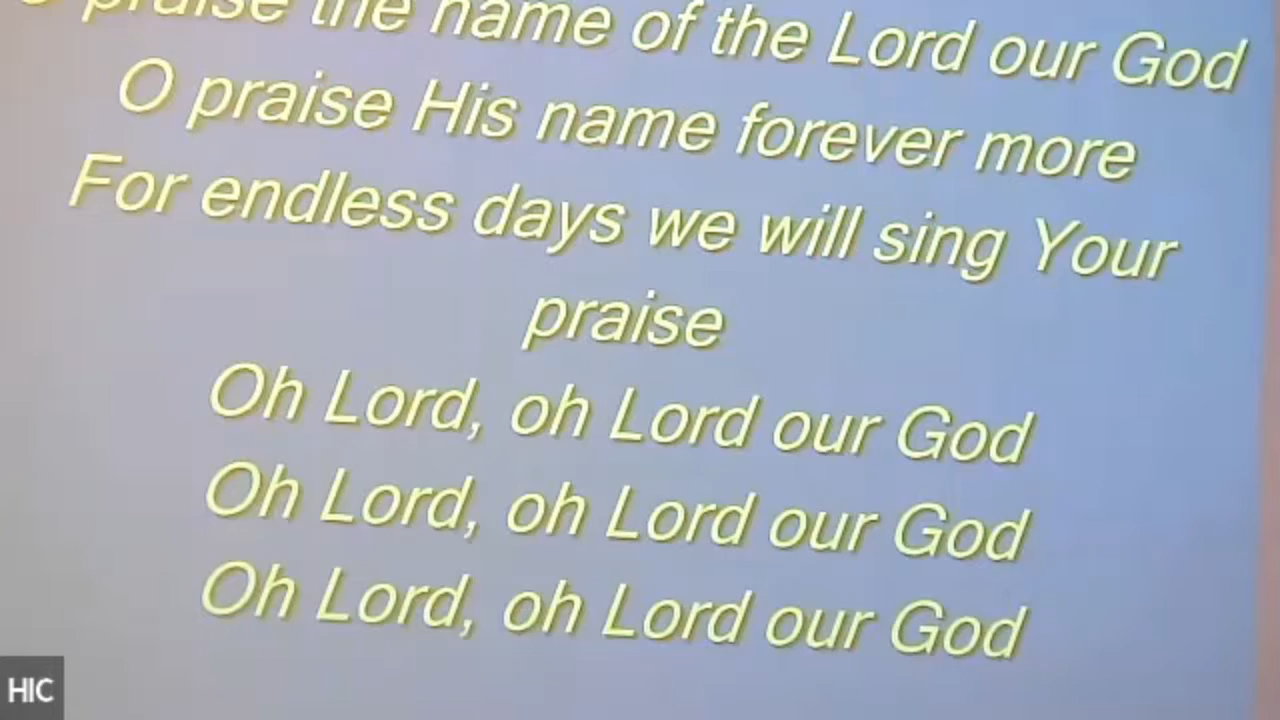 O praise the name of the Lord our God
O praise His name forever more
For endless days we will sing Your
praise
Oh Lord, oh Lord our God
Oh Lord, oh Lord our God
Oh Lord, oh Lord our God
HIC